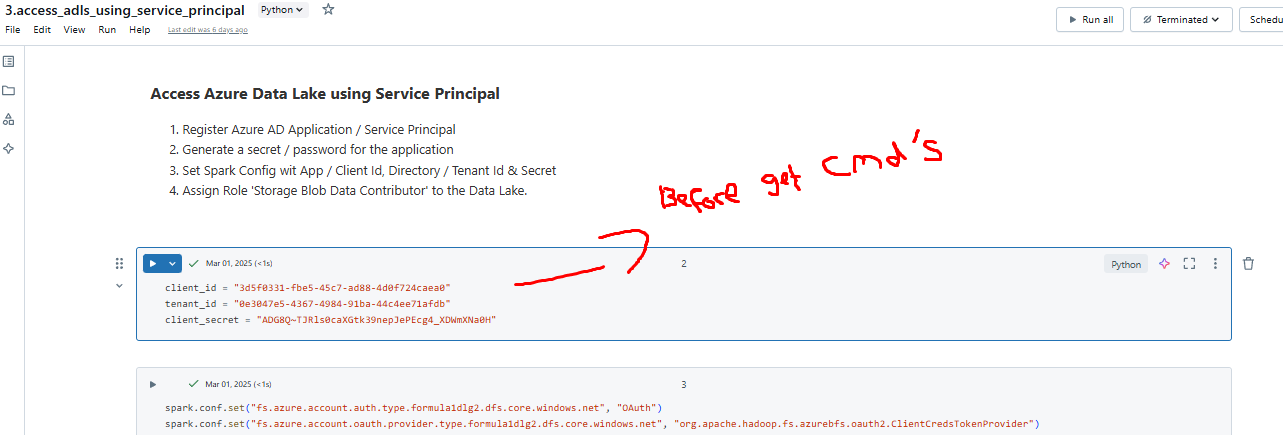 3.access_adls_using_service_principal Python
File Edit View Run Help Last edit was 6 days ago
Run all Terminated Schedu
Access Azure Data Lake using Service Principal
1. Register Azure AD Application / Service Principal
2. Generate a secret / password for the application
3. Set Spark Config wit App / Client Id, Directory / Tenant Id & Secret
4. Assign Role 'Storage Blob Data Contributor' to the Data Lake.
Before get Cmd's
Mar 01, 2025 (<1s) 2 Python
client_id = "3d5f0331-fbe5-45c7-ad88-4d0f724caea0"
tenant_id = "0e3047e5-4367-4984-91ba-44c4ee71afdb"
client_secret = "ADG8Q~TJRls0caXGtk39nepJePEcg4_XDWmXNa0H"
Mar 01, 2025 (<1s) 3
spark.conf.set("fs.azure.account.auth.type.formula1dlg2.dfs.core.windows.net", "OAuth")
spark.conf.set("fs.azure.account.oauth.provider.type.formula1dlg2.dfs.core.windows.net", "org.apache.hadoop.fs.azurebfs.oauth2.ClientCredsTokenProvider")